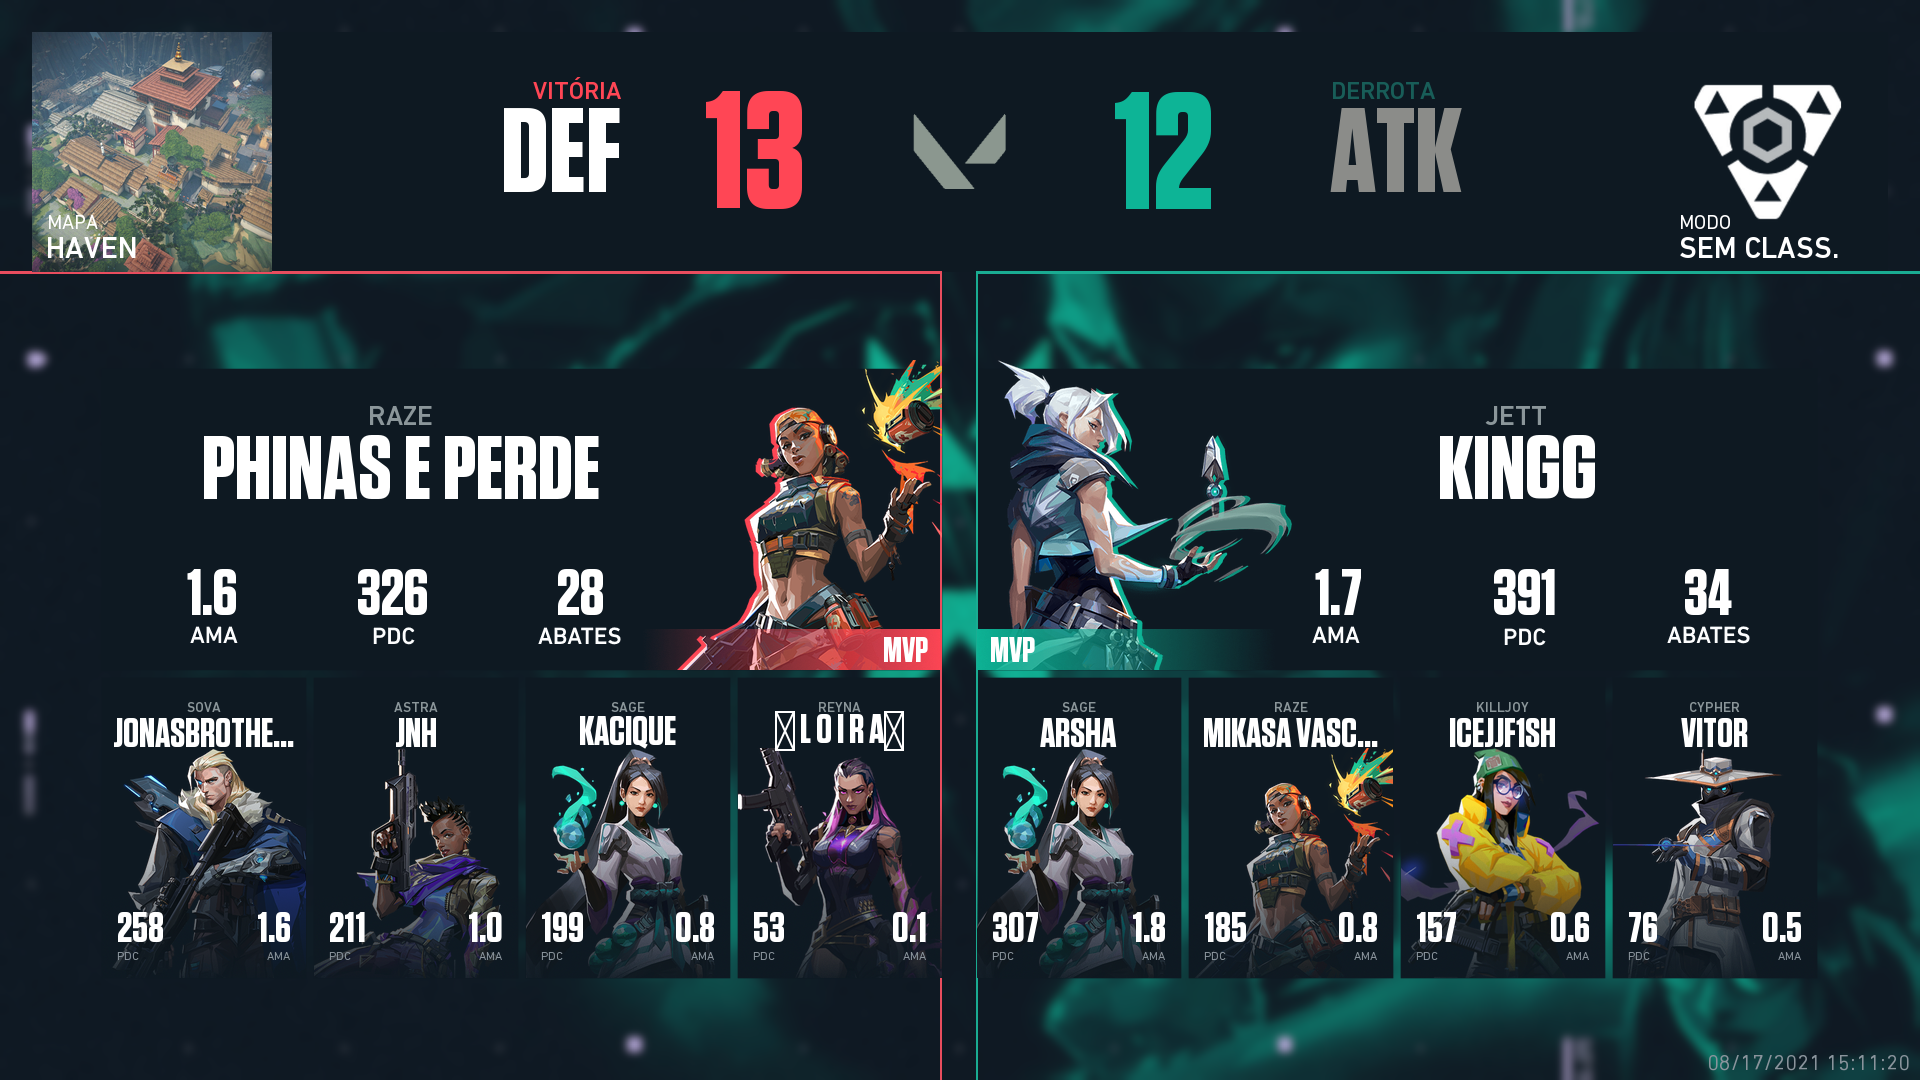 MAPA
HAVEN
VITÓRIA
DEF
13
12
DERROTA
ATK
MODO
SEM CLASS.
RAZE
PHINAS E PERDE
1.6
AMA
326
PDC
28
ABATES
MVP
JETT
KINGG
1.7
AMA
391
PDC
34
ABATES
MVP
SOVA
JONASBROTHE...
258
PDC
1.6
AMA
ASTRA
JNH
211
PDC
1.0
AMA
SAGE
KACIQUE
199
PDC
0.8
AMA
REYNA
LOIRA
53
PDC
0.1
AMA
SAGE
ARSHA
307
PDC
1.8
AMA
RAZE
MIKASA VASC...
185
PDC
0.8
AMA
KILLJOY
ICEJJF1SH
157
PDC
0.6
AMA
CYPHER
VITOR
76
PDC
0.5
AMA
08/17/2021 15:11:20